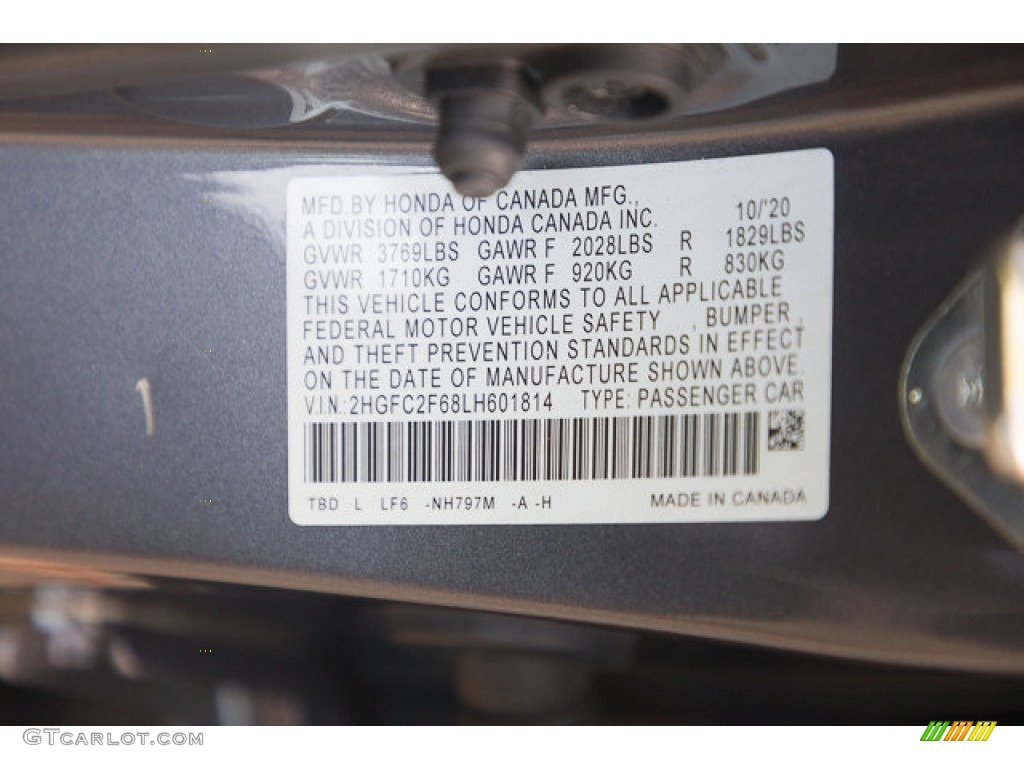 MFD.BY HONDA OF CANADA MFG.,
A DIVISION OF HONDA CANADA INC. 10/'20
GVWR 3769LBS GAWR F 2028LBS R 1829LBS
GVWR 1710KG GAWR F 920KG R 830KG
THIS VEHICLE CONFORMS TO ALL APPLICABLE
FEDERAL MOTOR VEHICLE SAFETY , BUMPER ,
AND THEFT PREVENTION STANDARDS IN EFFECT
ON THE DATE OF MANUFACTURE SHOWN ABOVE.
V.I.N.:2HGFC2F68LH601814 TYPE: PASSENGER CAR
TBD L LF6 -NH797M -A -H MADE IN CANADA
1
GTCARLOT.COM